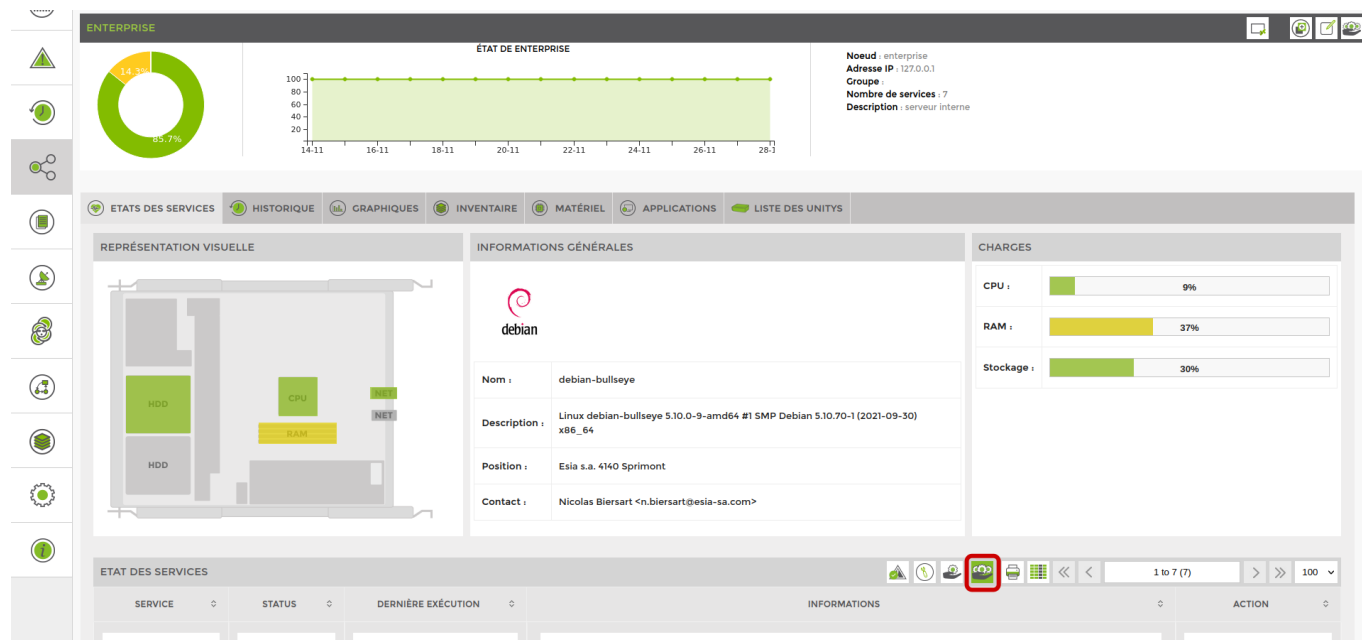 ENTERPRISE
14.3%
85.7%
ÉTAT DE ENTERPRISE
100
80
60
40
20
14-11 16-11 18-11 20-11 22-11 24-11 26-11 28-1
Noeud : enterprise
Adresse IP : 127.0.0.1
Groupe :
Nombre de services : 7
Description : serveur interne
ETATS DES SERVICES HISTORIQUE GRAPHIQUES INVENTAIRE MATÉRIEL APPLICATIONS LISTE DES UNITYS
REPRÉSENTATION VISUELLE
HDD
HDD
CPU
RAM
NET
NET
INFORMATIONS GÉNÉRALES
debian
Nom : debian-bullseye
Description : Linux debian-bullseye 5.10.0-9-amd64 #1 SMP Debian 5.10.70-1 (2021-09-30)
x86_64
Position : Esia s.a. 4140 Sprimont
Contact : Nicolas Biersart <n.biersart@esia-sa.com>
CHARGES
CPU : 9%
RAM : 37%
Stockage : 30%
ETAT DES SERVICES
1 to 7 (7)
100
SERVICE STATUS DERNIÈRE EXÉCUTION INFORMATIONS ACTION